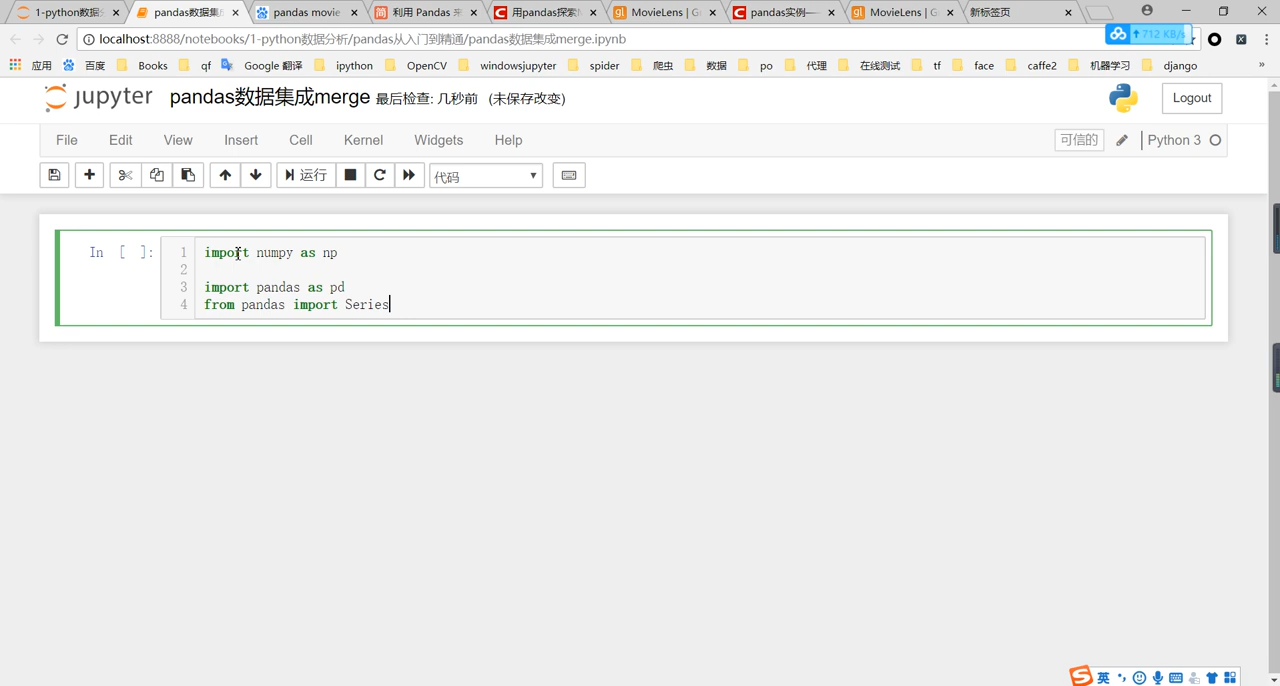 1-python数据
pandas数据集
pandas movie
利用 Pandas
用pandas探索
MovieLens | G
pandas实例—
MovieLens | G
新标签页
localhost:8888/notebooks/1-python数据分析/pandas从入门到精通/pandas数据集成merge.ipynb
712 KB/s
应用 百度 Books qf Google 翻译 ipython OpenCV windowsjupyter spider 爬虫 数据 po 代理 在线测试 tf face caffe2 机器学习 django »
jupyter pandas数据集成merge 最后检查: 几秒前 (未保存改变) Logout
File Edit View Insert Cell Kernel Widgets Help 可信的 Python 3
运行 代码
In [ ]:
1 import numpy as np
2
3 import pandas as pd
4 from pandas import Series
英